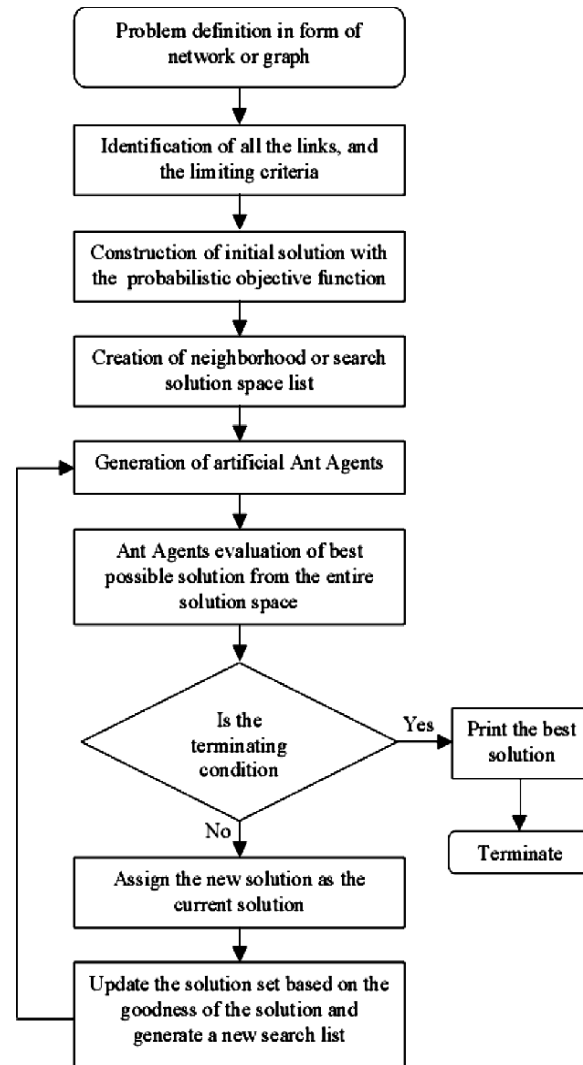 Problem definition in form of
network or graph
Identification of all the links, and
the limiting criteria
Construction of initial solution with
the probabilistic objective function
Creation of neighborhood or search
solution space list
Generation of artificial Ant Agents
Ant Agents evaluation of best
possible solution from the entire
solution space
Is the
terminating
condition
Yes
Print the best
solution
Terminate
No
Assign the new solution as the
current solution
Update the solution set based on the
goodness of the solution and
generate a new search list